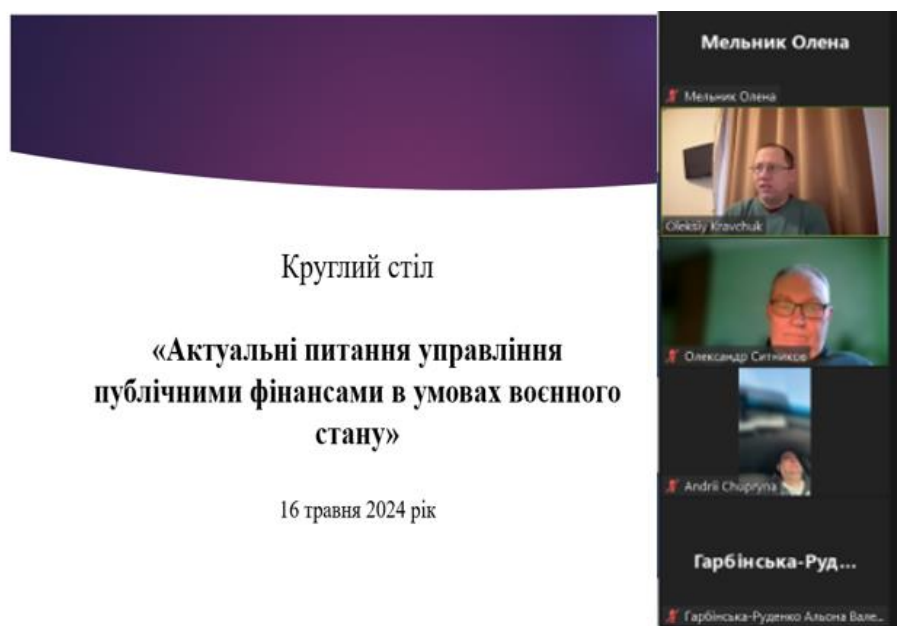 Круглий стіл
«Актуальні питання управління
публічними фінансами в умовах воєнного
стану»
16 травня 2024 рік
Мельник Олена
Мельник Олена
Oleksiy Kravchuk
Олександр Ситников
Andrii Chupryna
Гарбінська-Руд...
Гарбінська-Руденко Альона Вале...